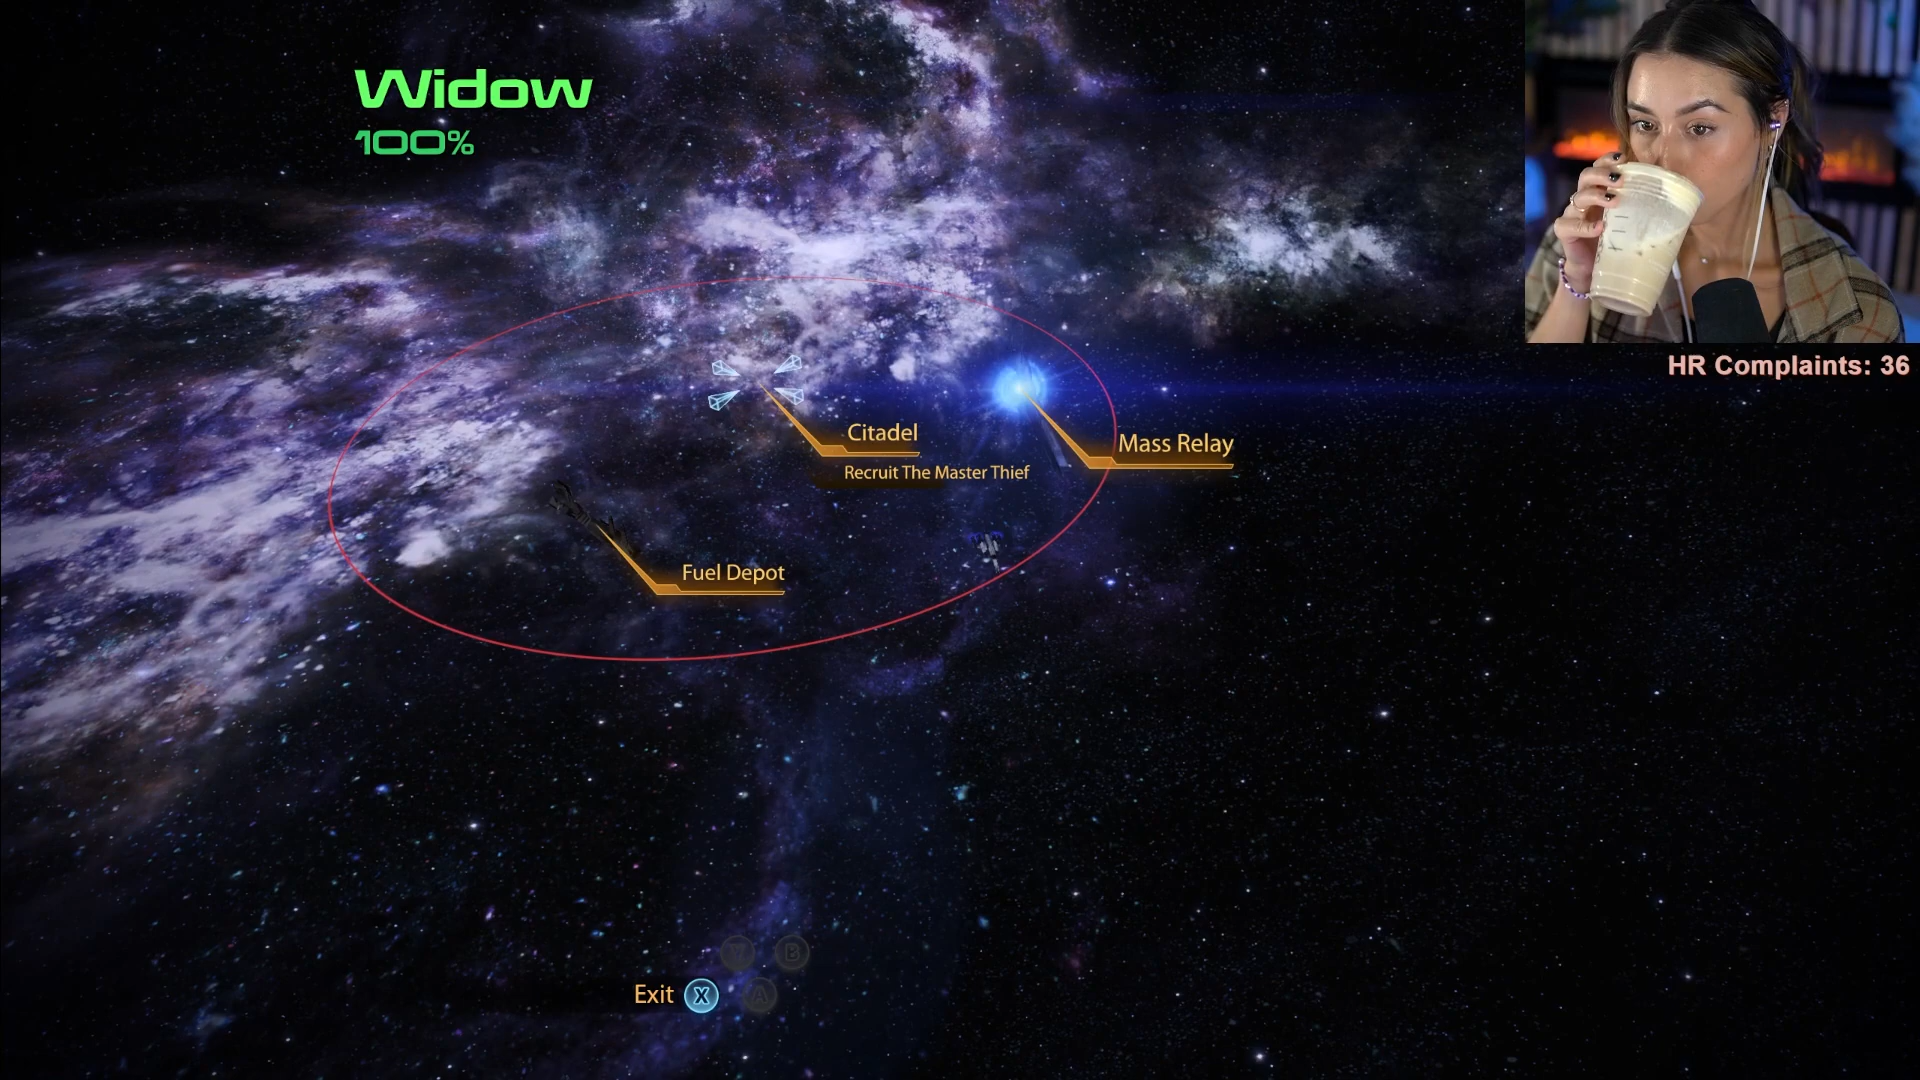 Widow
100%
HR Complaints: 36
Citadel
Recruit The Master Thief
Mass Relay
Fuel Depot
Y B
Exit X A